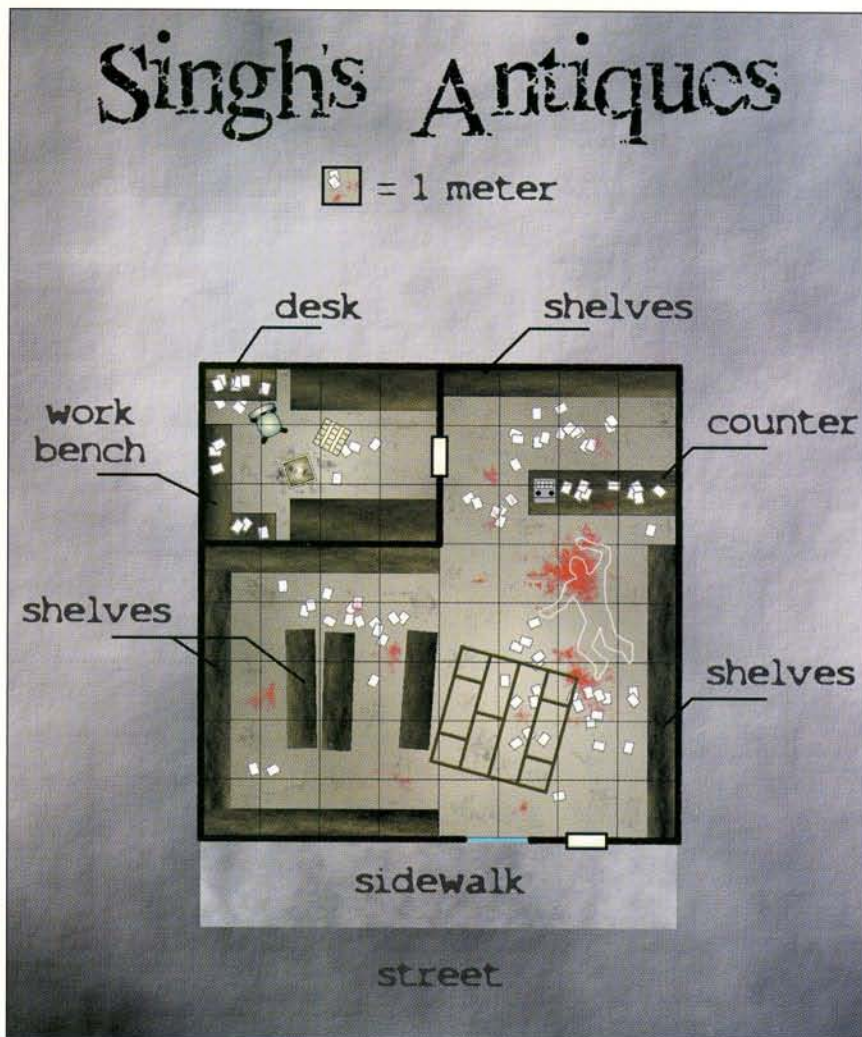 Singh's Antiques
= 1 meter
desk
shelves
work
bench
counter
shelves
shelves
sidewalk
street